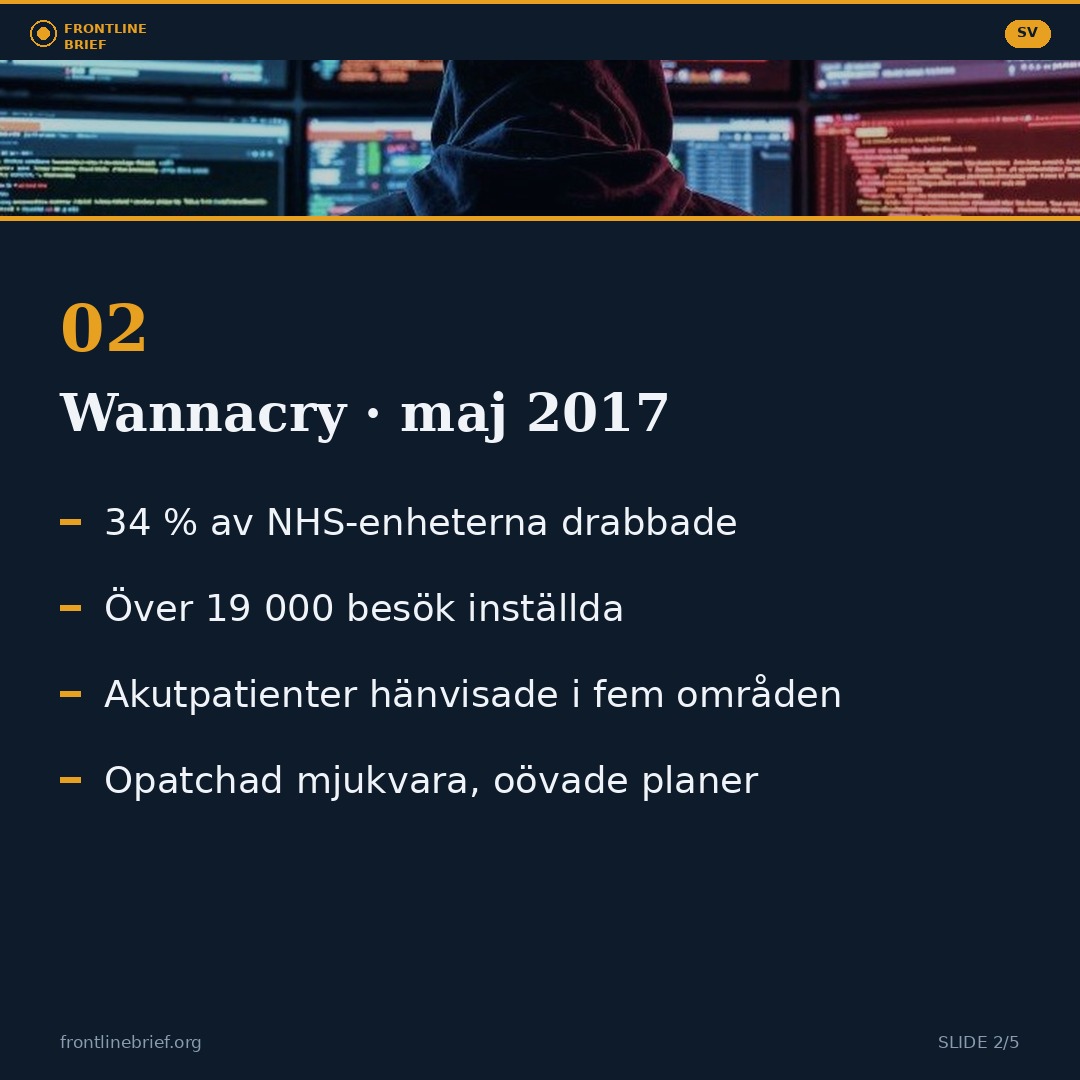 FRONTLINE
BRIEF
SV
02
Wannacry · maj 2017
34 % av NHS-enheterna drabbade
Över 19 000 besök inställda
Akutpatienter hänvisade i fem områden
Opatchad mjukvara, oövade planer
frontlinebrief.org
SLIDE 2/5